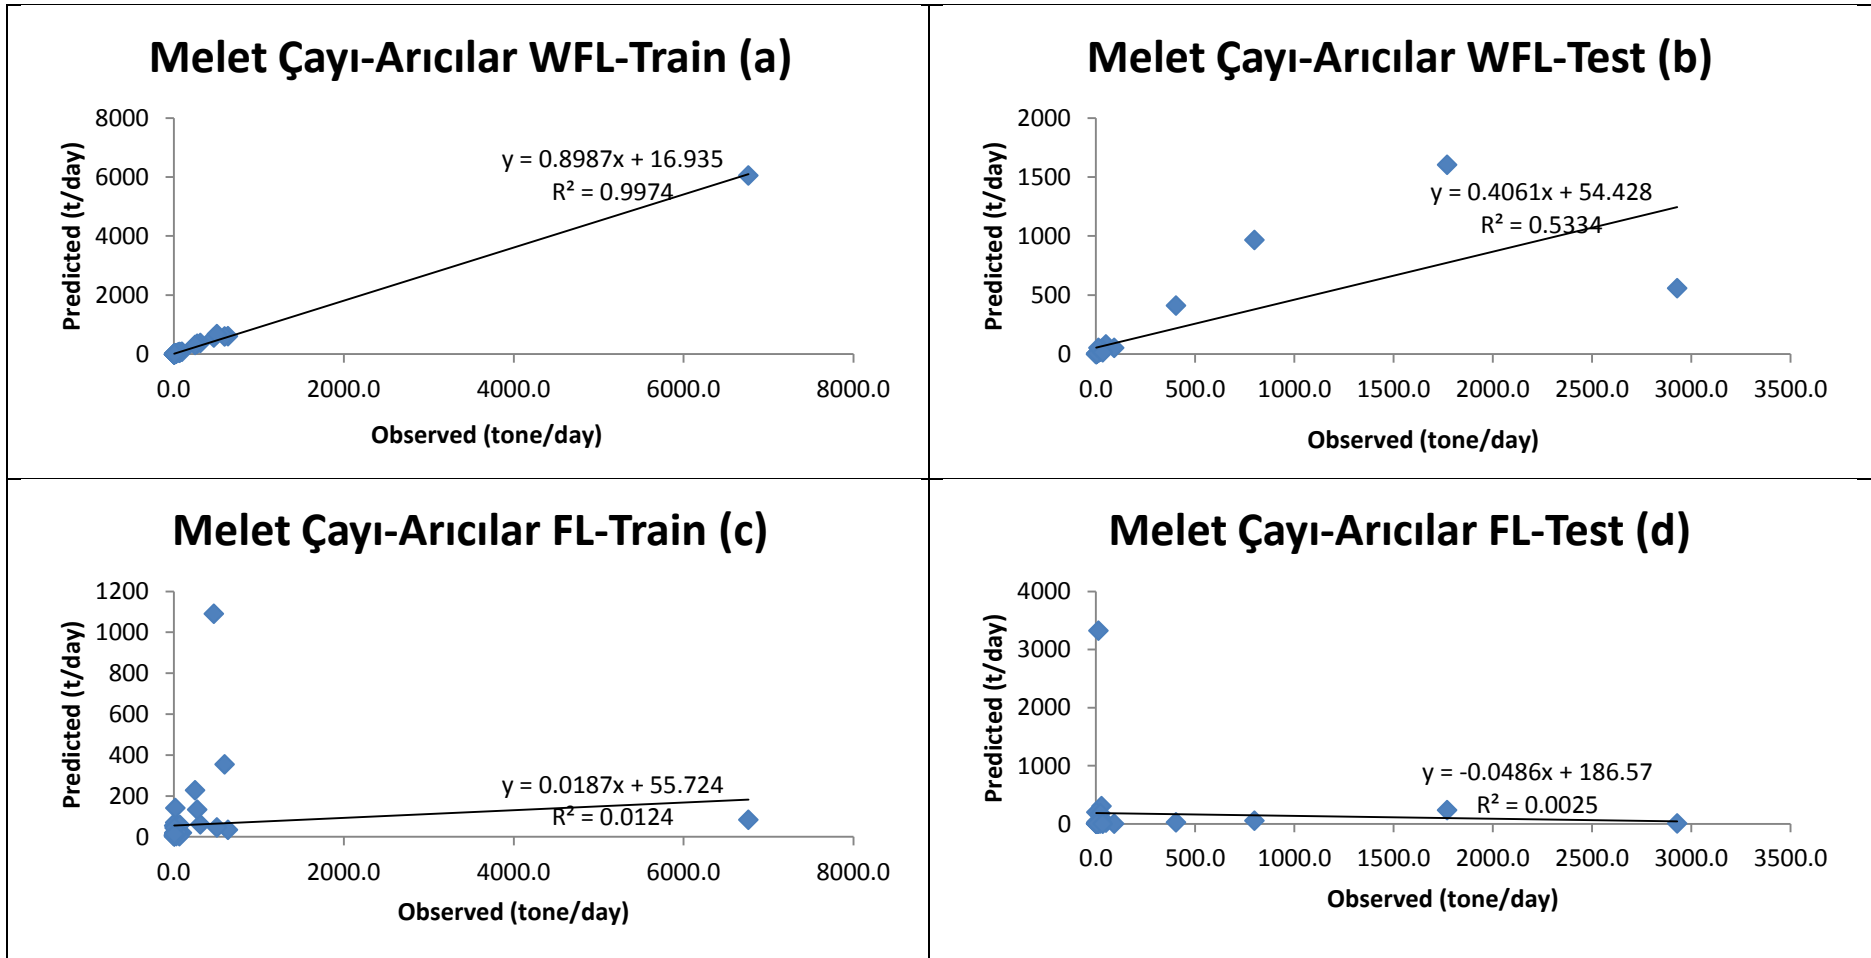 Melet Çayı-Arıcılar WFL-Train (a)
8000
6000
4000
2000
0
Predicted (t/day)
y = 0.8987x + 16.935
R² = 0.9974
0.0 2000.0 4000.0 6000.0 8000.0
Observed (tone/day)
Melet Çayı-Arıcılar WFL-Test (b)
2000
1500
1000
500
0
Predicted (t/day)
y = 0.4061x + 54.428
R² = 0.5334
0.0 500.0 1000.0 1500.0 2000.0 2500.0 3000.0 3500.0
Observed (tone/day)
Melet Çayı-Arıcılar FL-Train (c)
1200
1000
800
600
400
200
0
Predicted (t/day)
y = 0.0187x + 55.724
R² = 0.0124
0.0 2000.0 4000.0 6000.0 8000.0
Observed (tone/day)
Melet Çayı-Arıcılar FL-Test (d)
4000
3000
2000
1000
0
Predicted (t/day)
y = -0.0486x + 186.57
R² = 0.0025
0.0 500.0 1000.0 1500.0 2000.0 2500.0 3000.0 3500.0
Observed (tone/day)